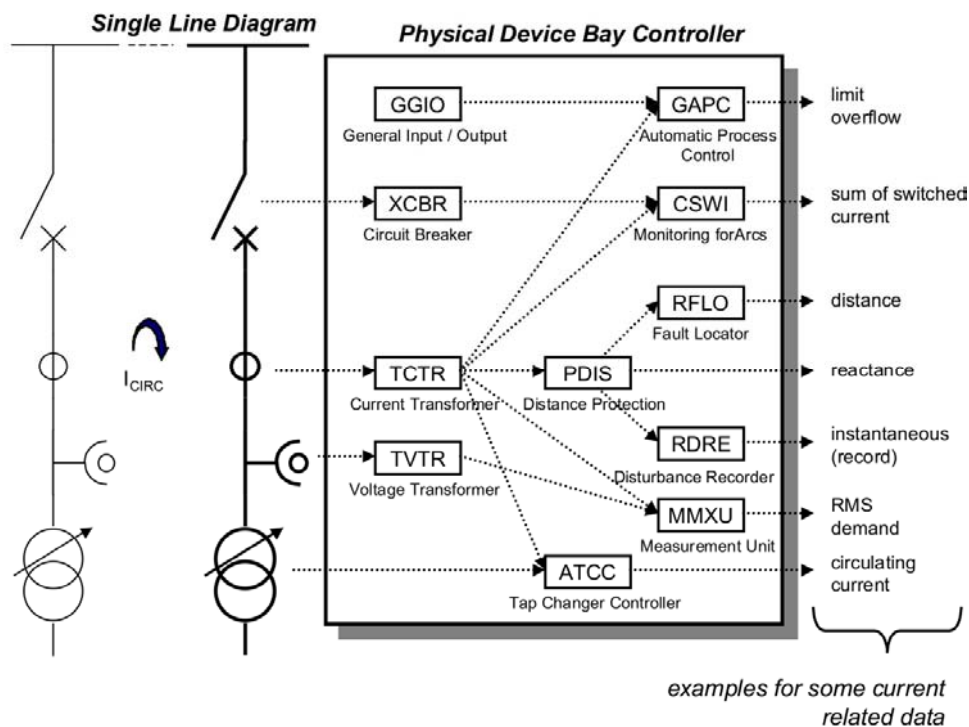 Single Line Diagram
Physical Device Bay Controller
GGIO
General Input / Output
GAPC
Automatic Process
Control
limit
overflow
XCBR
Circuit Breaker
CSWI
Monitoring forArcs
sum of switched
current
RFLO
Fault Locator
distance
I CIRC
TCTR
Current Transformer
PDIS
Distance Protection
reactance
RDRE
Disturbance Recorder
instantaneous
(record)
TVTR
Voltage Transformer
MMXU
Measurement Unit
RMS
demand
ATCC
Tap Changer Controller
circulating
current
examples for some current
related data